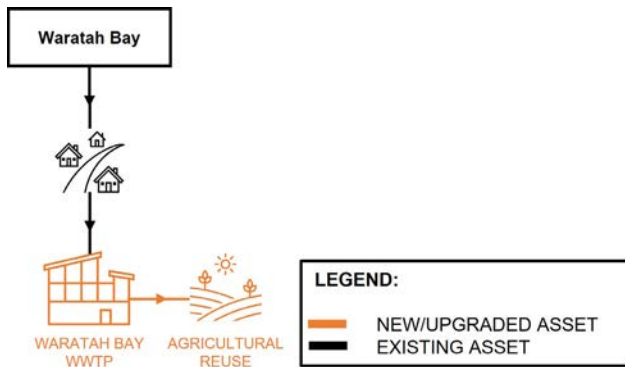 Waratah Bay
WARATAH BAY
WWTP
AGRICULTURAL
REUSE
LEGEND:
NEW/UPGRADED ASSET
EXISTING ASSET